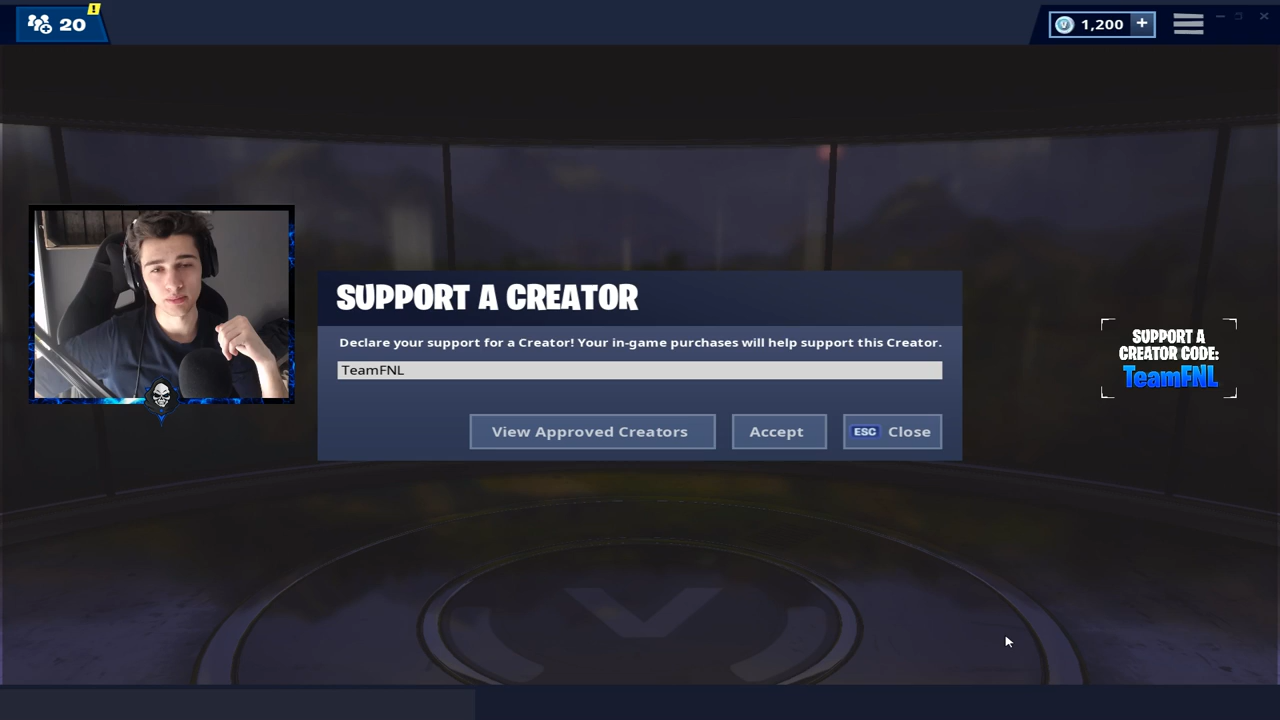 20
!
1,200 +
SUPPORT A CREATOR
Declare your support for a Creator! Your in-game purchases will help support this Creator.
TeamFNL
View Approved Creators
Accept
ESC Close
SUPPORT A
CREATOR CODE:
TeamFNL